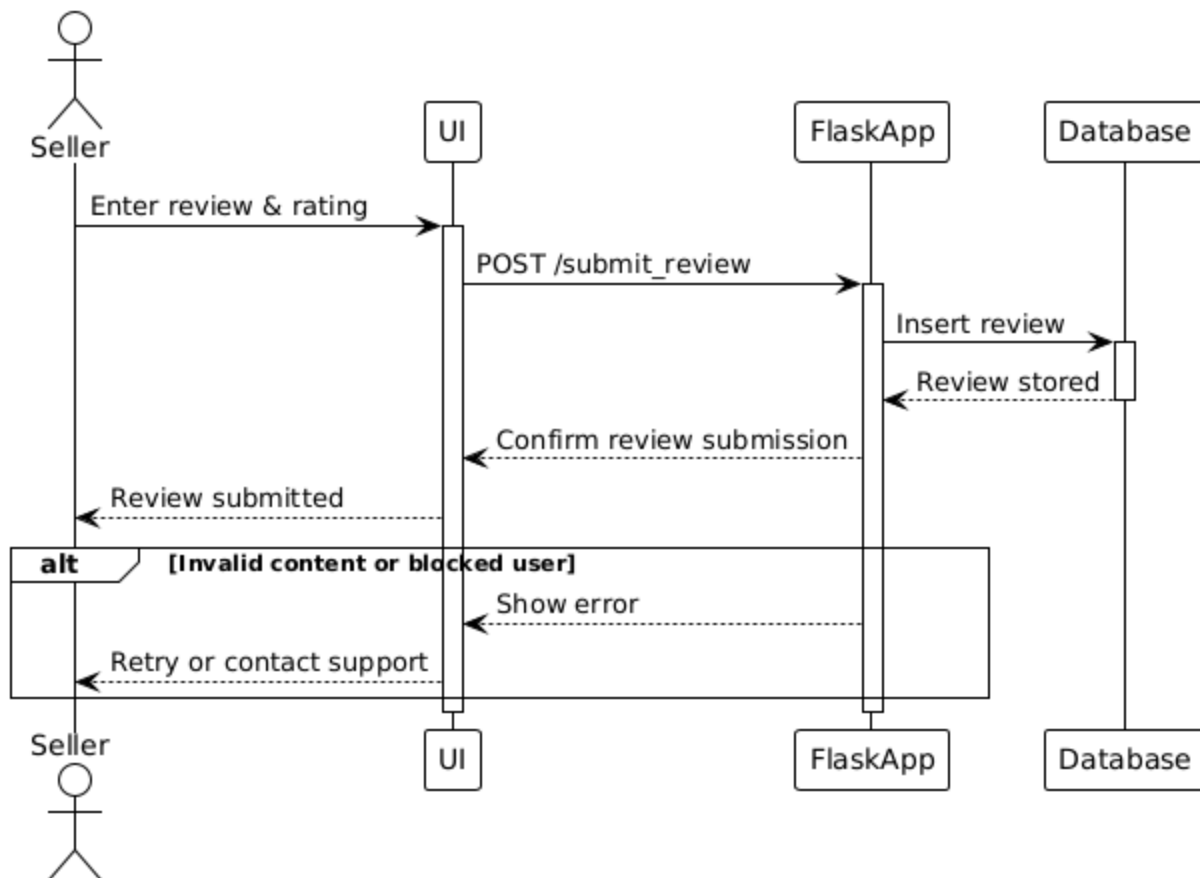 Seller
UI
FlaskApp
Database
Enter review & rating
POST /submit_review
Insert review
Review stored
Confirm review submission
Review submitted
alt [Invalid content or blocked user]
Show error
Retry or contact support
Seller
UI
FlaskApp
Database